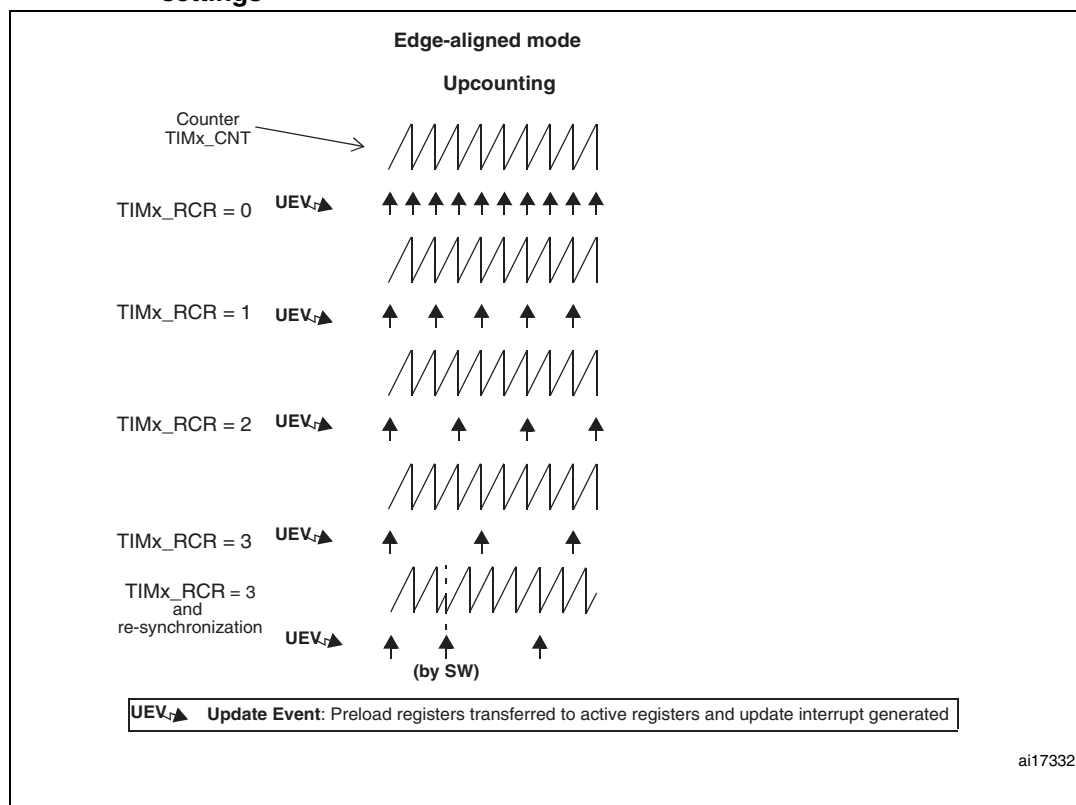 settings
Edge-aligned mode
Upcounting
Counter
TIMx_CNT
TIMx_RCR = 0
UEV
TIMx_RCR = 1
UEV
TIMx_RCR = 2
UEV
TIMx_RCR = 3
UEV
TIMx_RCR = 3
and
re-synchronization
UEV
(by SW)
UEV Update Event: Preload registers transferred to active registers and update interrupt generated
ai17332